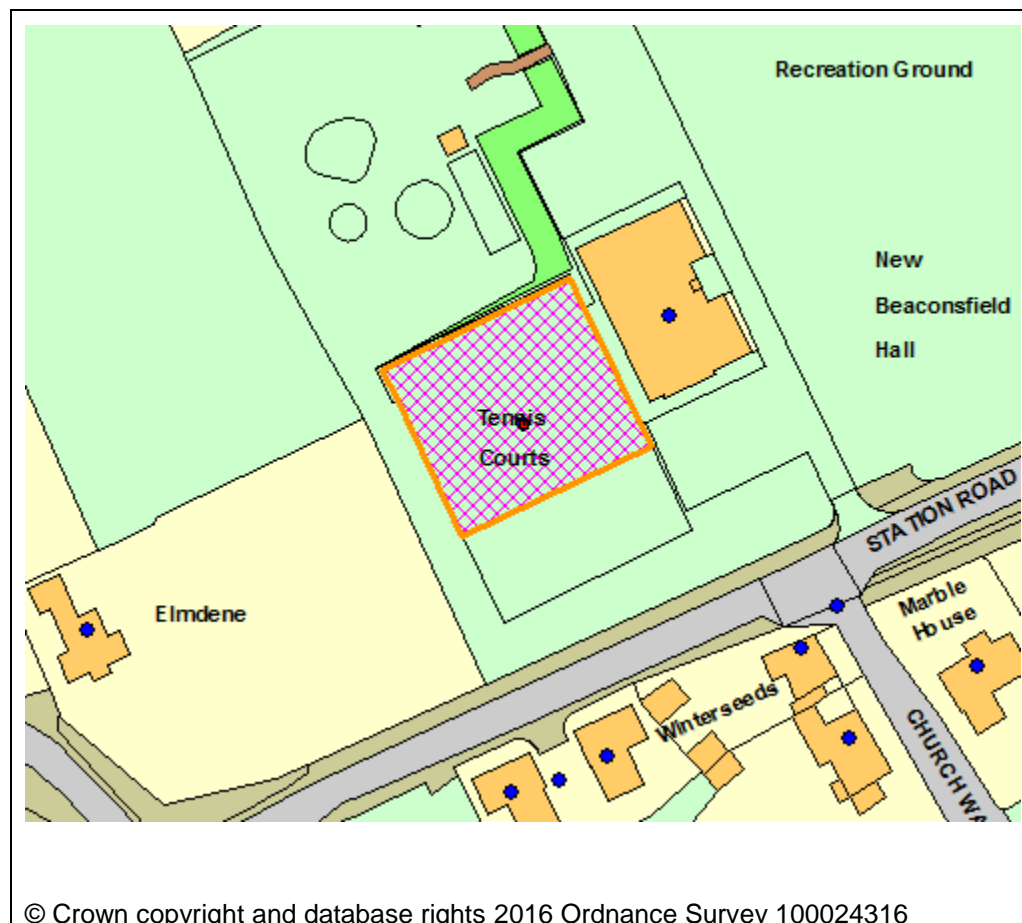 Recreation Ground
New
Beaconsfield
Hall
Tennis
Courts
STATION ROAD
Elmdene
Marble
House
Winterseeds
CHURCH WA
© Crown copyright and database rights 2016 Ordnance Survey 100024316